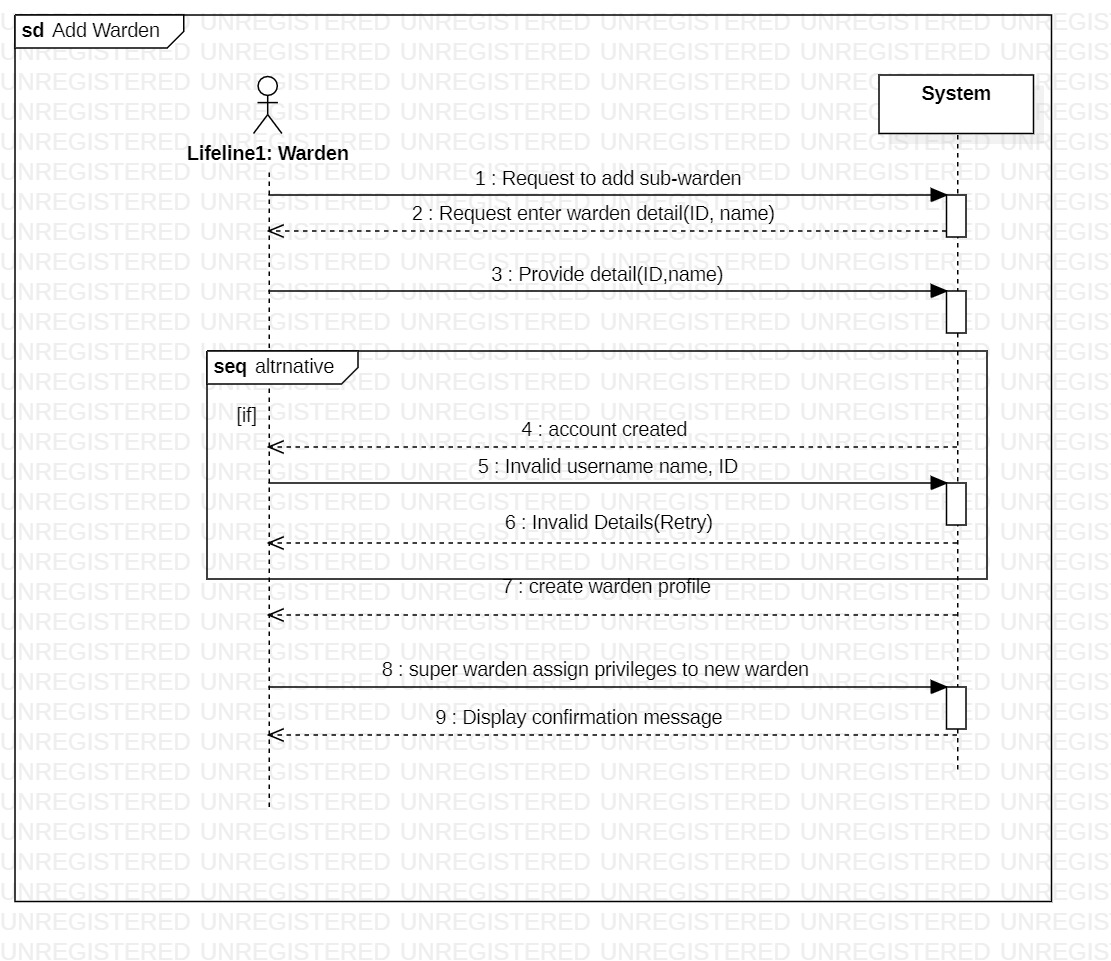 sd Add Warden
System
Lifeline1: Warden
1 : Request to add sub-warden
2 : Request enter warden detail(ID, name)
3 : Provide detail(ID,name)
seq altrnative
[if]
4 : account created
5 : Invalid username name, ID
6 : Invalid Details(Retry)
7 : create warden profile
8 : super warden assign privileges to new warden
9 : Display confirmation message
UNREGISTERED